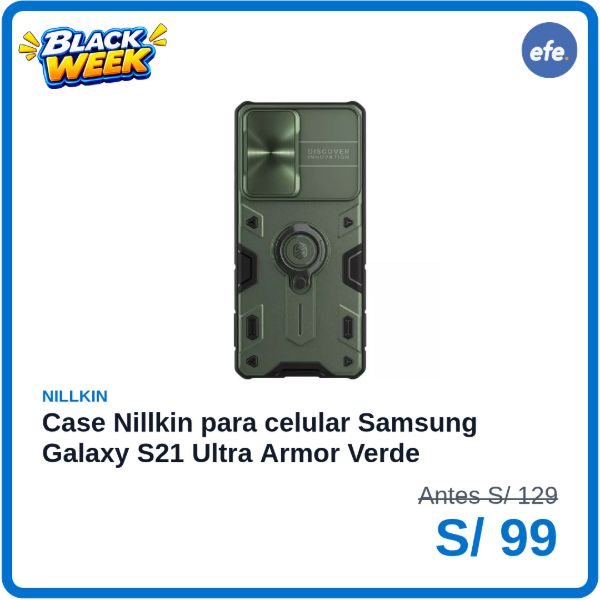 BLACK
WEEK
efe.
DISCOVER
INNOVATION
NILLKIN
Case Nillkin para celular Samsung
Galaxy S21 Ultra Armor Verde
Antes S/ 129
S/ 99